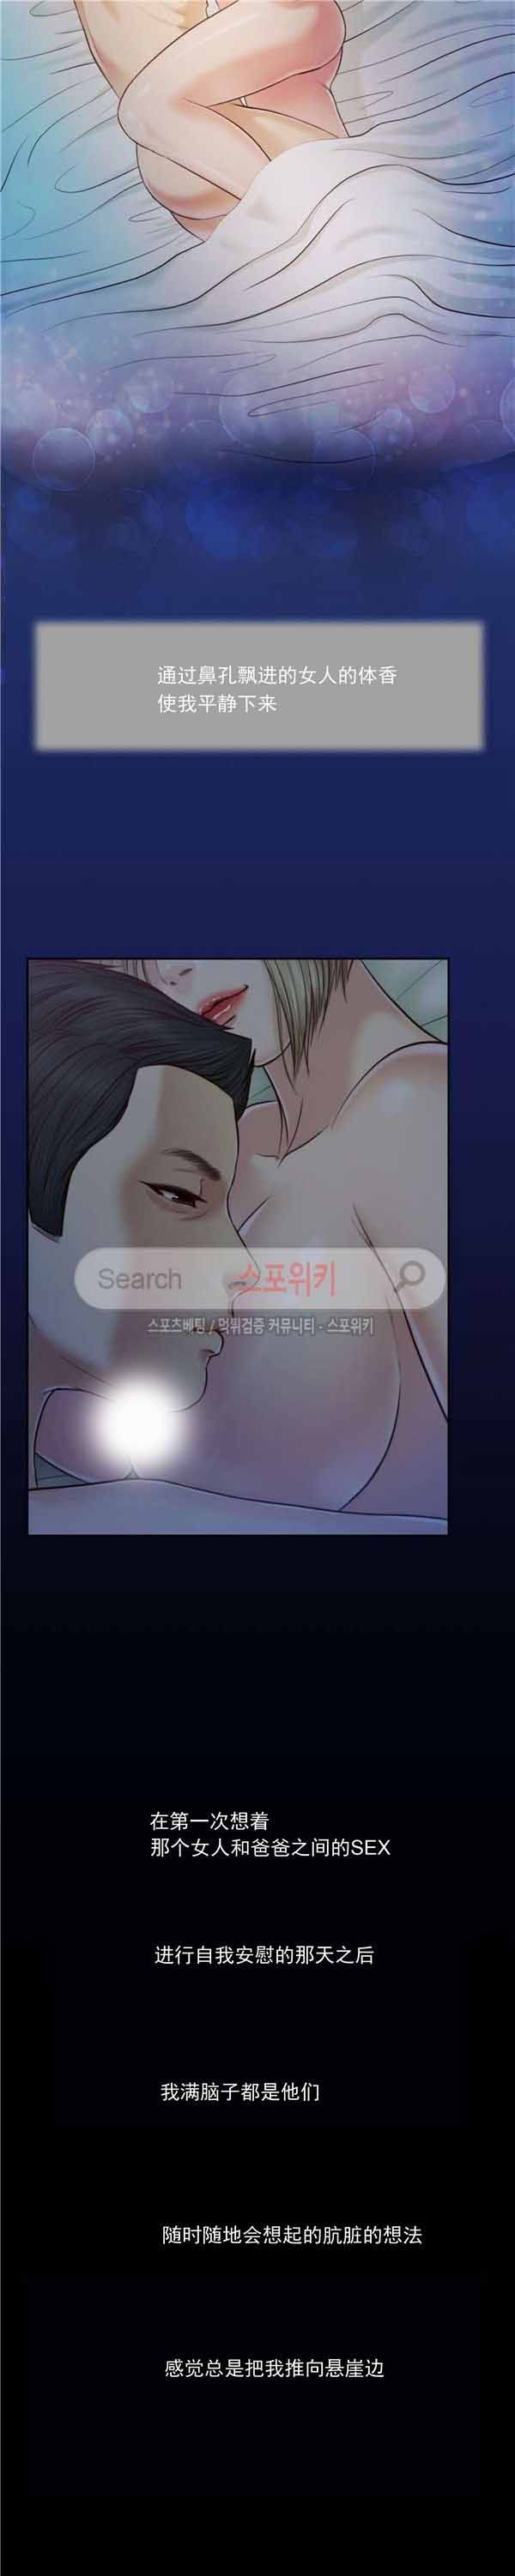 通过鼻孔飘进的女人的体香
使我平静下来
Search 스포위키
스포츠베팅 / 먹튀검증 커뮤니티 - 스포위키
在第一次想着
那个女人和爸爸之间的SEX
进行自我安慰的那天之后
我满脑子都是他们
随时随地会想起的肮脏的想法
感觉总是把我推向悬崖边